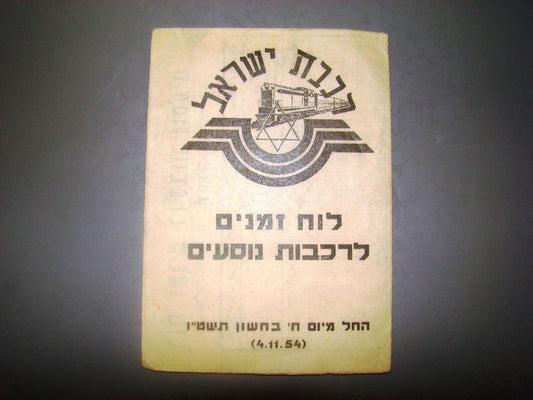 רכבת ישראל
לוח זמנים
לרכבות נוסעים
החל מיום ח׳ בחשון תשט"ו
(4.11.54)